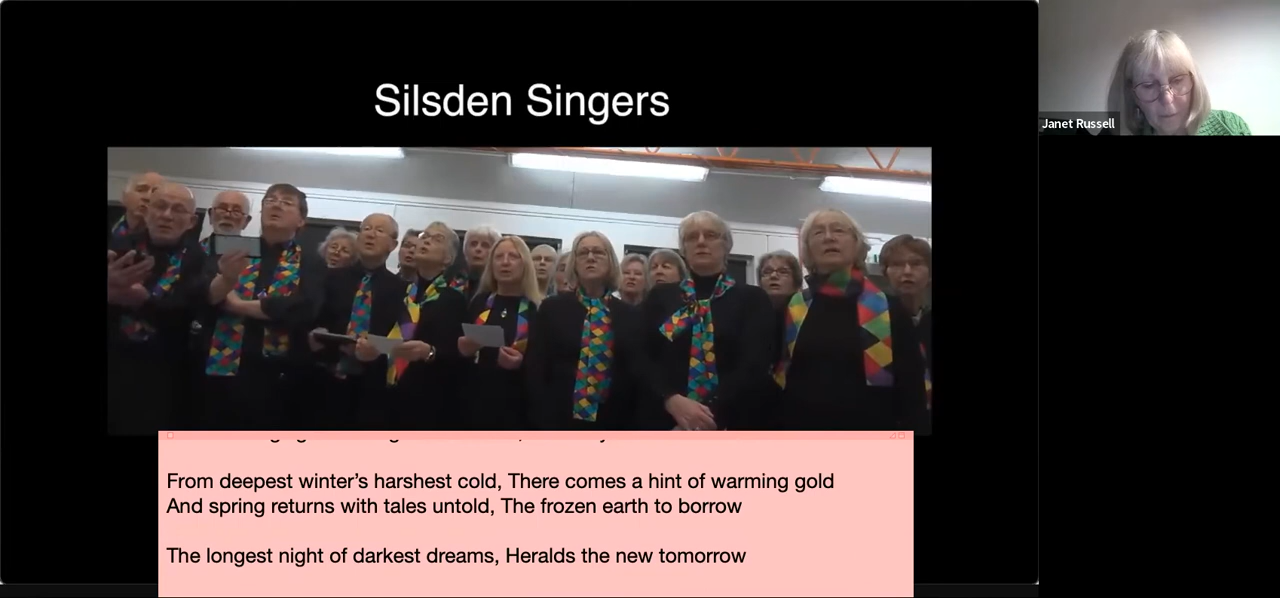 Silsden Singers
Janet Russell
From deepest winter's harshest cold, There comes a hint of warming gold
And spring returns with tales untold, The frozen earth to borrow
The longest night of darkest dreams, Heralds the new tomorrow